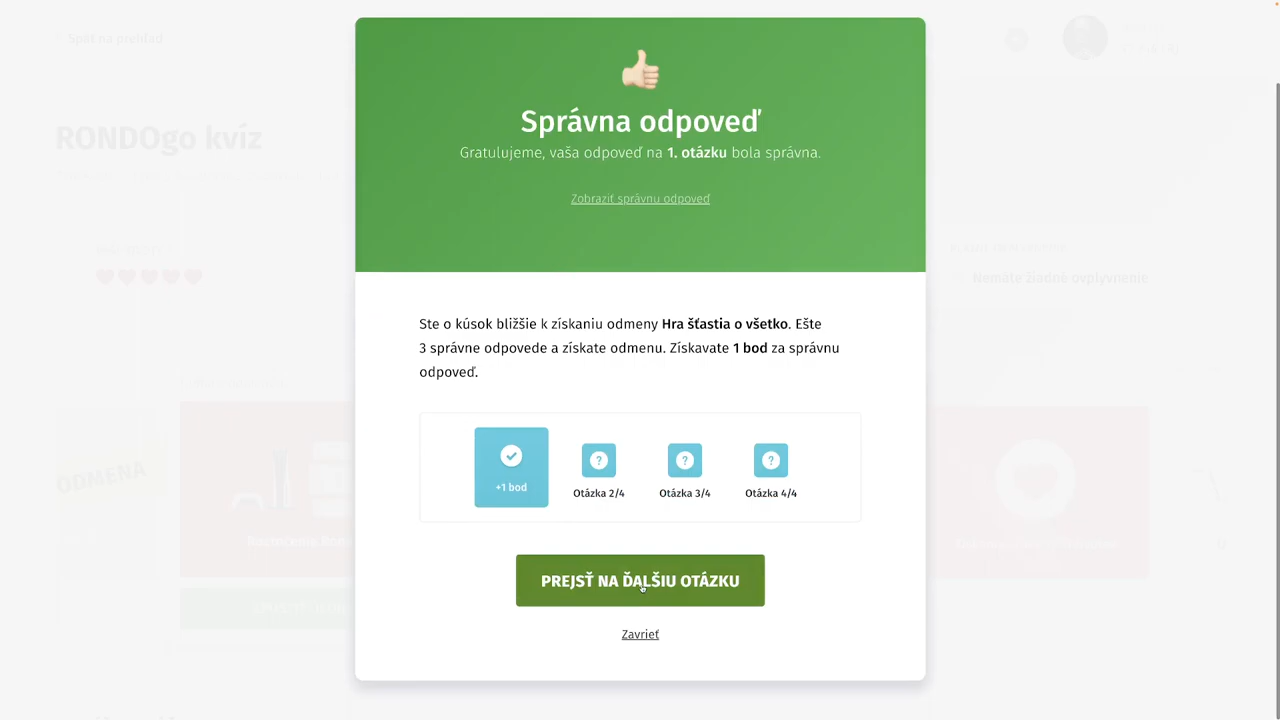 Späť na prehľad
RONDOgo kvíz
Správna odpoveď
Gratulujeme, vaša odpoveď na 1. otázku bola správna.
Zobraziť správnu odpoveď
Nemáte žiadné ovplyvnenie
Ste o kúsok bližšie k získaniu odmeny Hra šťastia o všetko. Ešte
3 správne odpovede a získate odmenu. Získavate 1 bod za správnu
odpoveď.
ODMENA
+1 bod
Otázka 2/4
Otázka 3/4
Otázka 4/4
PREJSŤ NA ĎALŠIU OTÁZKU
Zavrieť